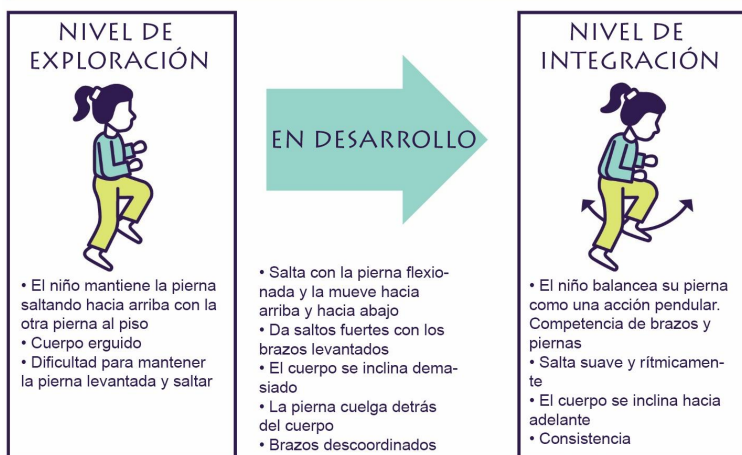 NIVEL DE
EXPLORACIÓN
• El niño mantiene la pierna
saltando hacia arriba con la
otra pierna al piso
• Cuerpo erguido
• Dificultad para mantener
la pierna levantada y saltar
EN DESARROLLO
• Salta con la pierna flexio-
nada y la mueve hacia
arriba y hacia abajo
• Da saltos fuertes con los
brazos levantados
• El cuerpo se inclina dema-
siado
• La pierna cuelga detrás
del cuerpo
• Brazos descoordinados
NIVEL DE
INTEGRACIÓN
• El niño balancea su pierna
como una acción pendular.
Competencia de brazos y
piernas
• Salta suave y rítmicamen-
te
• El cuerpo se inclina hacia
adelante
• Consistencia